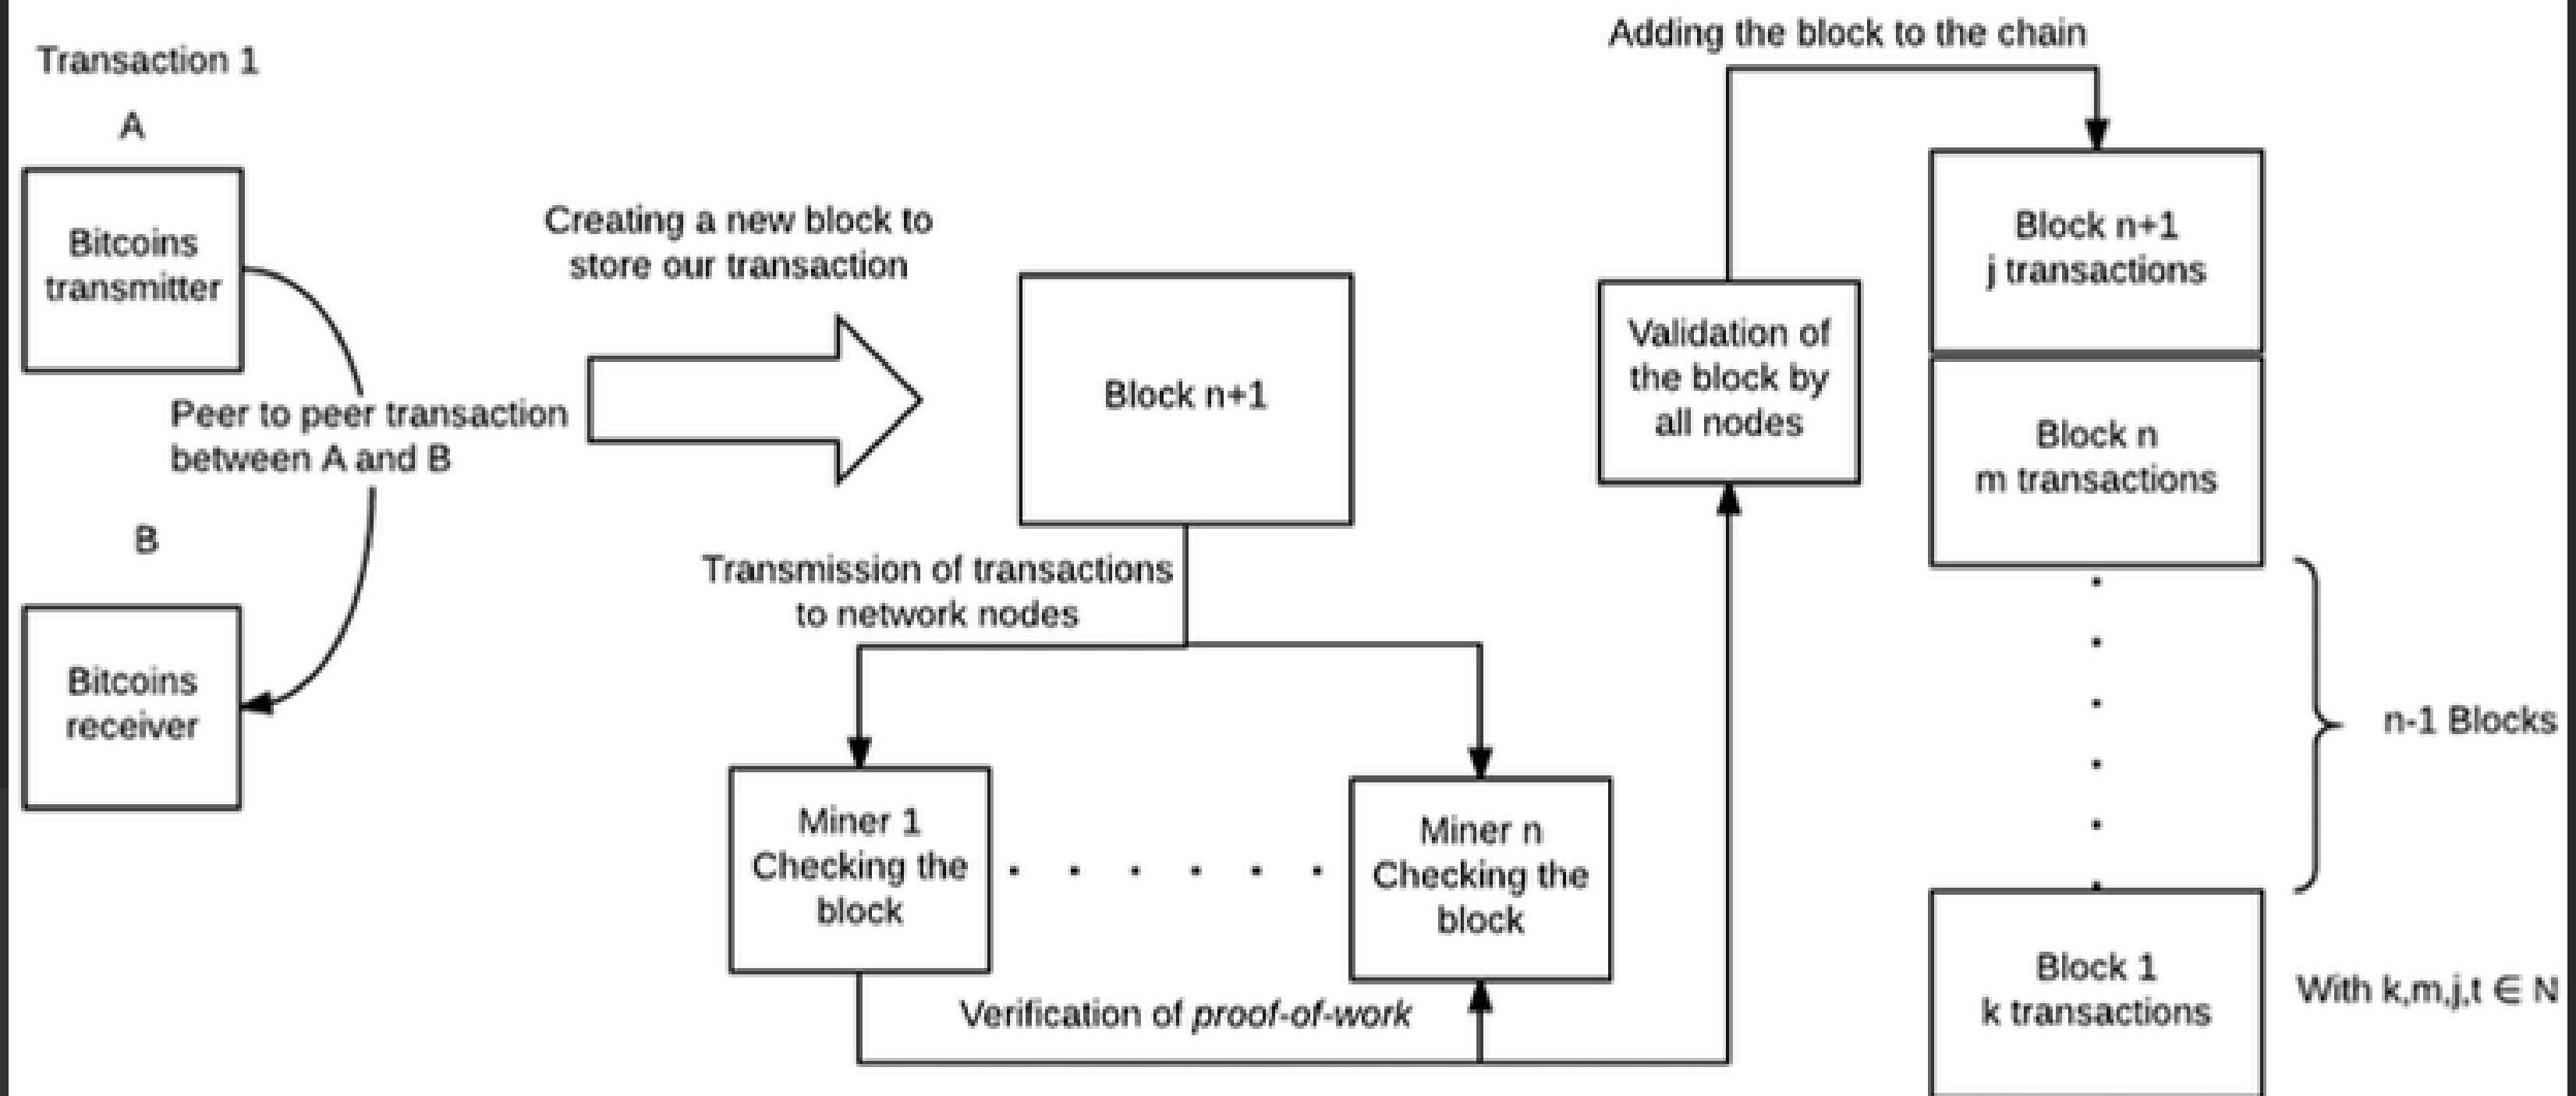 Transaction 1
A
Bitcoins
transmitter
Peer to peer transaction
between A and B
B
Bitcoins
receiver
Creating a new block to
store our transaction
Block n+1
Transmission of transactions
to network nodes
Miner 1
Checking the
block
Miner n
Checking the
block
Verification of proof-of-work
Validation of
the block by
all nodes
Adding the block to the chain
Block n+1
j transactions
Block n
m transactions
n-1 Blocks
Block 1
k transactions
With k,m,j,t ∈ N